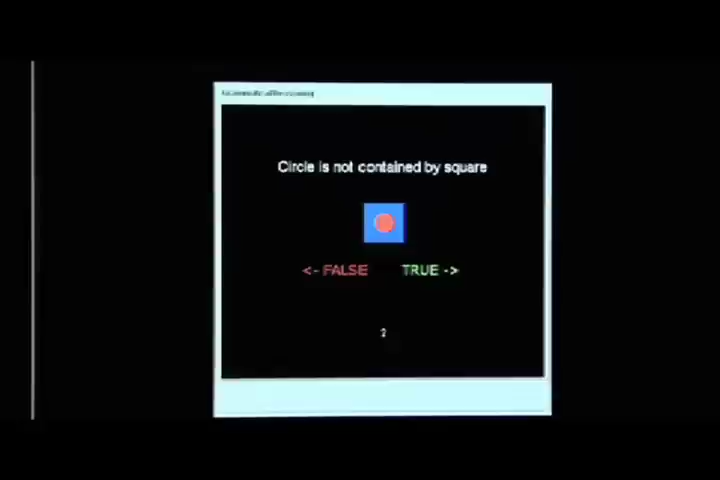 Circle is not contained by square
<- FALSE TRUE ->
2